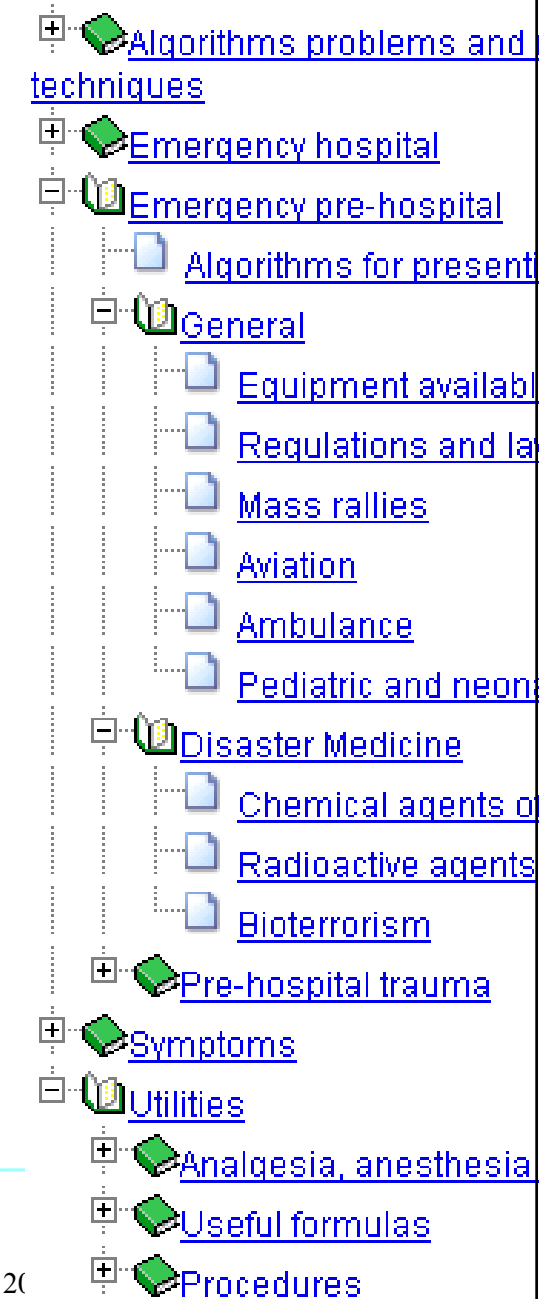 Algorithms problems and
techniques
Emergency hospital
Emergency pre-hospital
Algorithms for presenti
General
Equipment availabl
Regulations and la
Mass rallies
Aviation
Ambulance
Pediatric and neon
Disaster Medicine
Chemical agents o
Radioactive agents
Bioterrorism
Pre-hospital trauma
Symptoms
Utilities
Analgesia, anesthesia
Useful formulas
20
Procedures